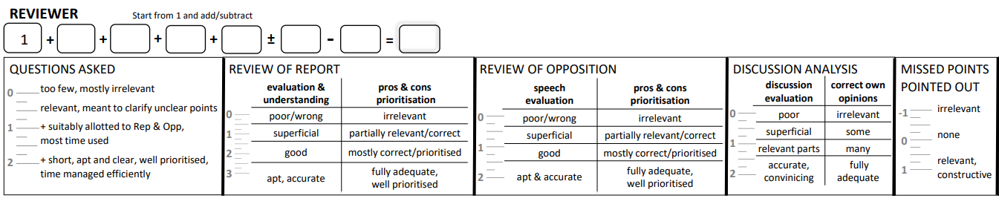 REVIEWER
Start from 1 and add/subtract
1 + + + + ± - =
QUESTIONS ASKED
0 too few, mostly irrelevant
relevant, meant to clarify unclear points
1 + suitably allotted to Rep & Opp,
most time used
2 + short, apt and clear, well prioritised,
time managed efficiently
REVIEW OF REPORT
evaluation &
understanding
pros & cons
prioritisation
0
poor/wrong
irrelevant
1
superficial
partially relevant/correct
2
good
mostly correct/prioritised
3
apt, accurate
fully adequate,
well prioritised
REVIEW OF OPPOSITION
speech
evaluation
pros & cons
prioritisation
0
poor/wrong
irrelevant
superficial
partially relevant/correct
1
good
mostly correct/prioritised
2
apt & accurate
fully adequate,
well prioritised
DISCUSSION ANALYSIS
discussion
evaluation
correct own
opinions
0
poor
irrelevant
superficial
some
1
relevant parts
many
2
accurate,
convinicing
fully
adequate
MISSED POINTS
POINTED OUT
-1 irrelevant
0 none
1 relevant,
constructive